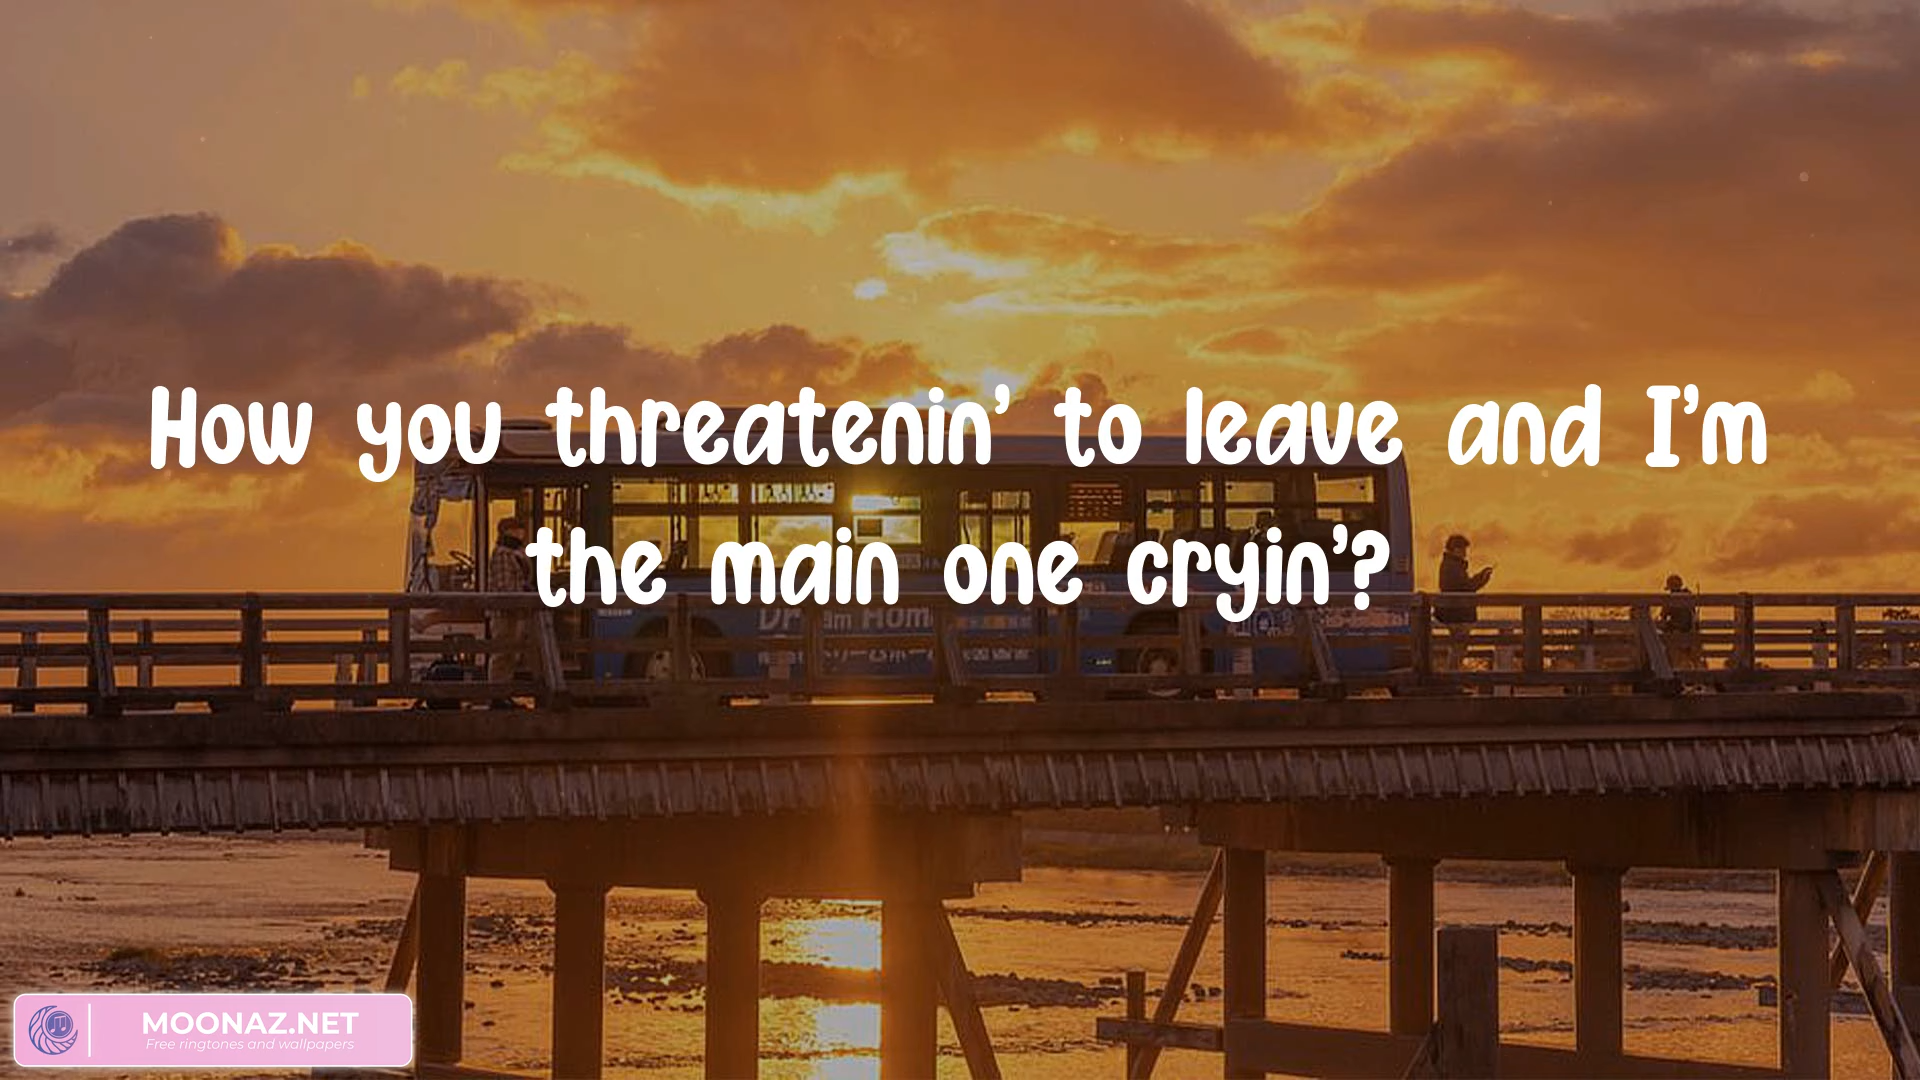 How you threatenin’ to leave and I’m
the main one cryin’?
MOONAZ.NET
Free ringtones and wallpapers